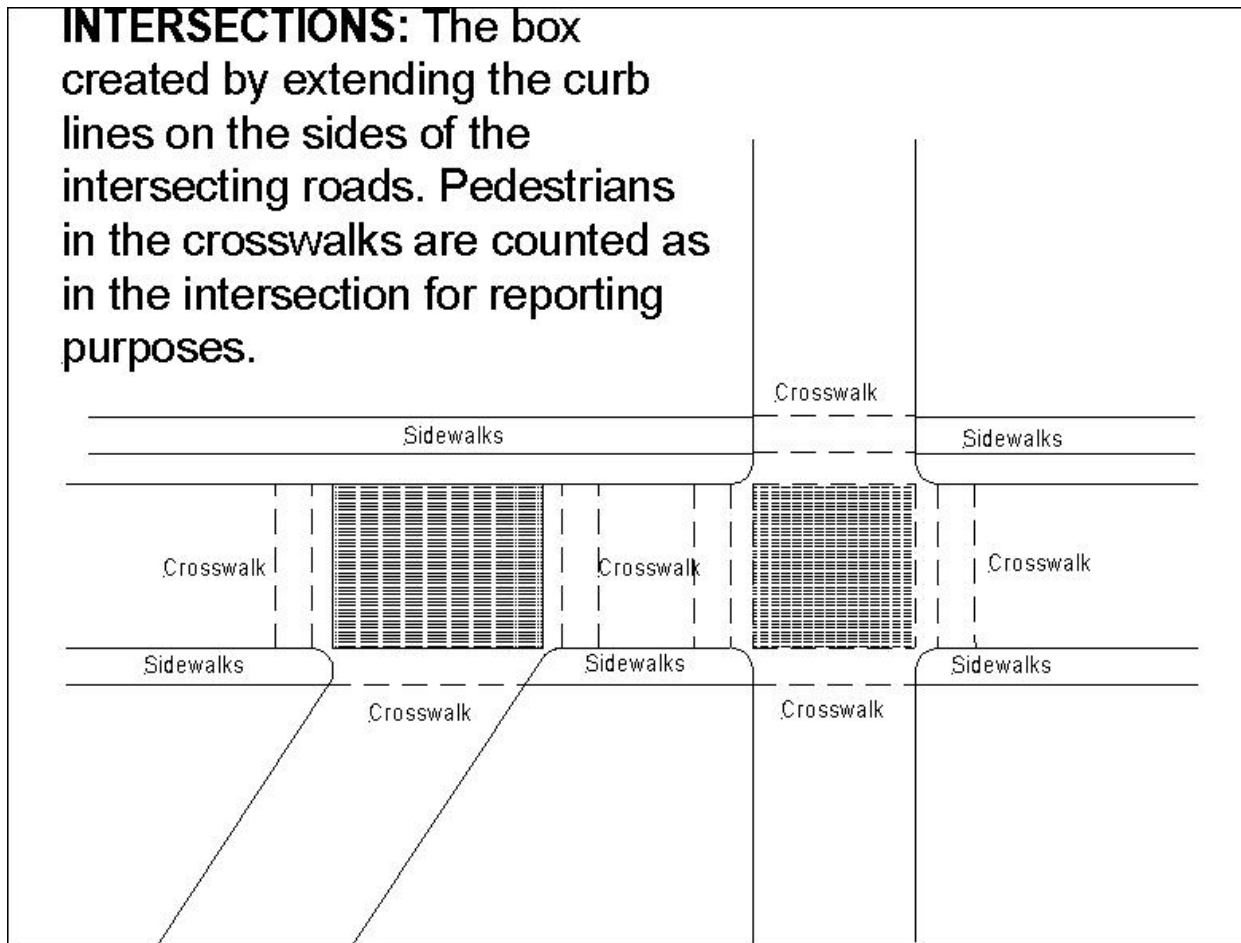 INTERSECTIONS: The box
created by extending the curb
lines on the sides of the
intersecting roads. Pedestrians
in the crosswalks are counted as
in the intersection for reporting
purposes.
Crosswalk
Sidewalks
Sidewalks
Crosswalk
Crosswalk
Crosswalk
Sidewalks
Sidewalks
Sidewalks
Crosswalk
Crosswalk